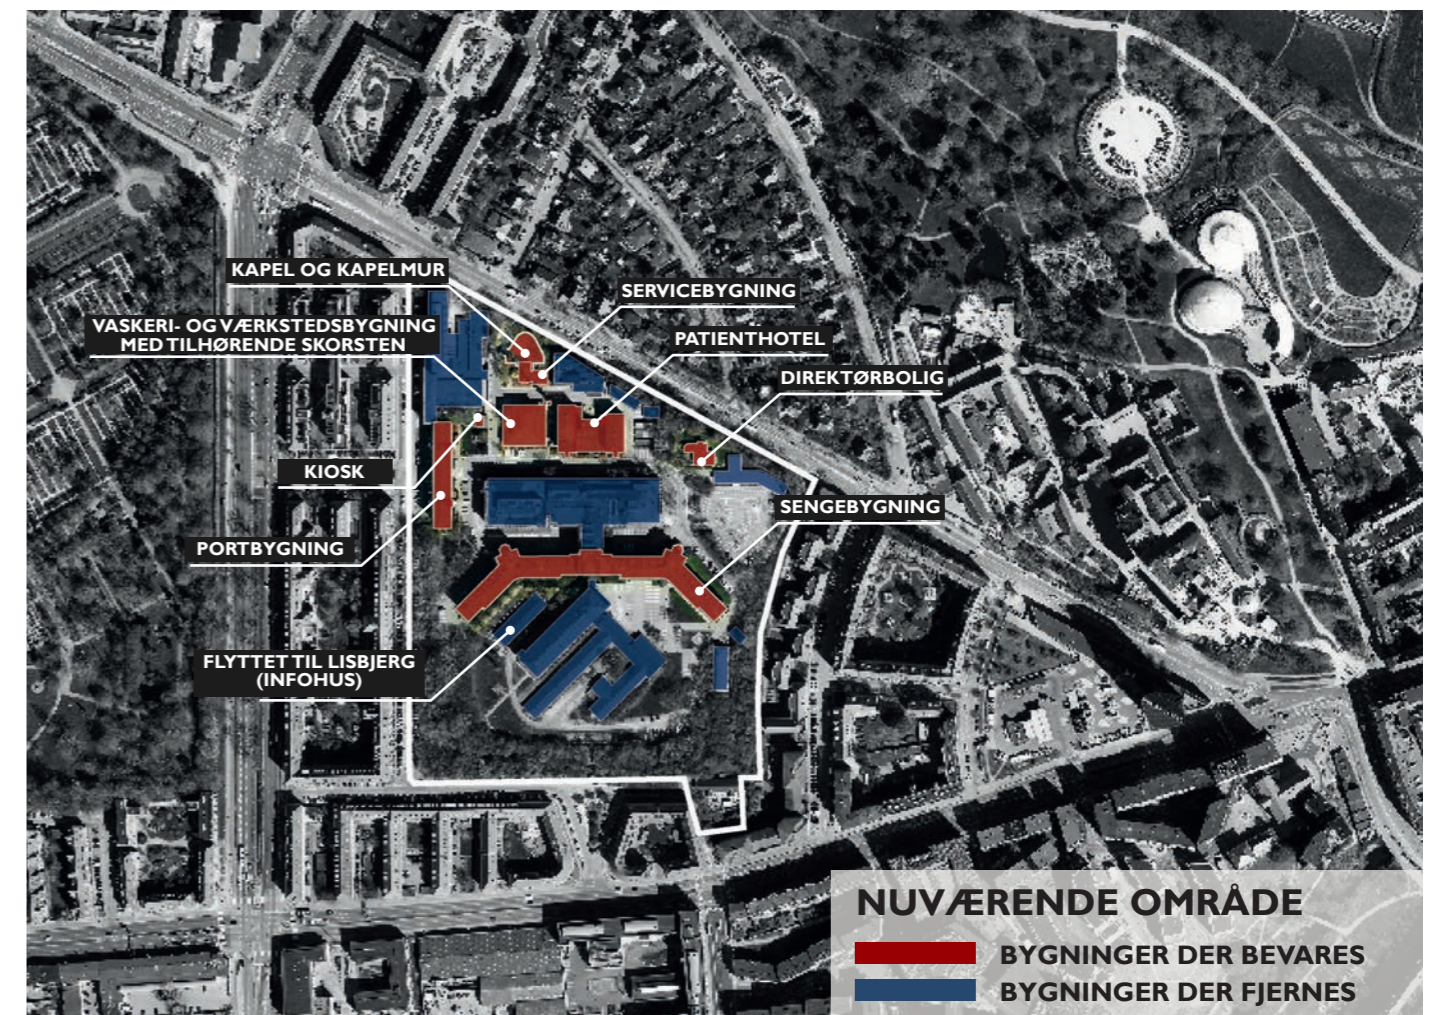 KAPEL OG KAPELMUR
SERVICEBYGNING
VASKERI- OG VÆRKSTEDSBYGNING
MED TILHØRENDE SKORSTEN
PATIENTHOTEL
DIREKTØRBOLIG
KIOSK
SENGEBYGNING
PORTBYGNING
FLYTTET TIL LISBJERG
(INFOHUS)
NUVÆRENDE OMRÅDE
BYGNINGER DER BEVARES
BYGNINGER DER FJERNES